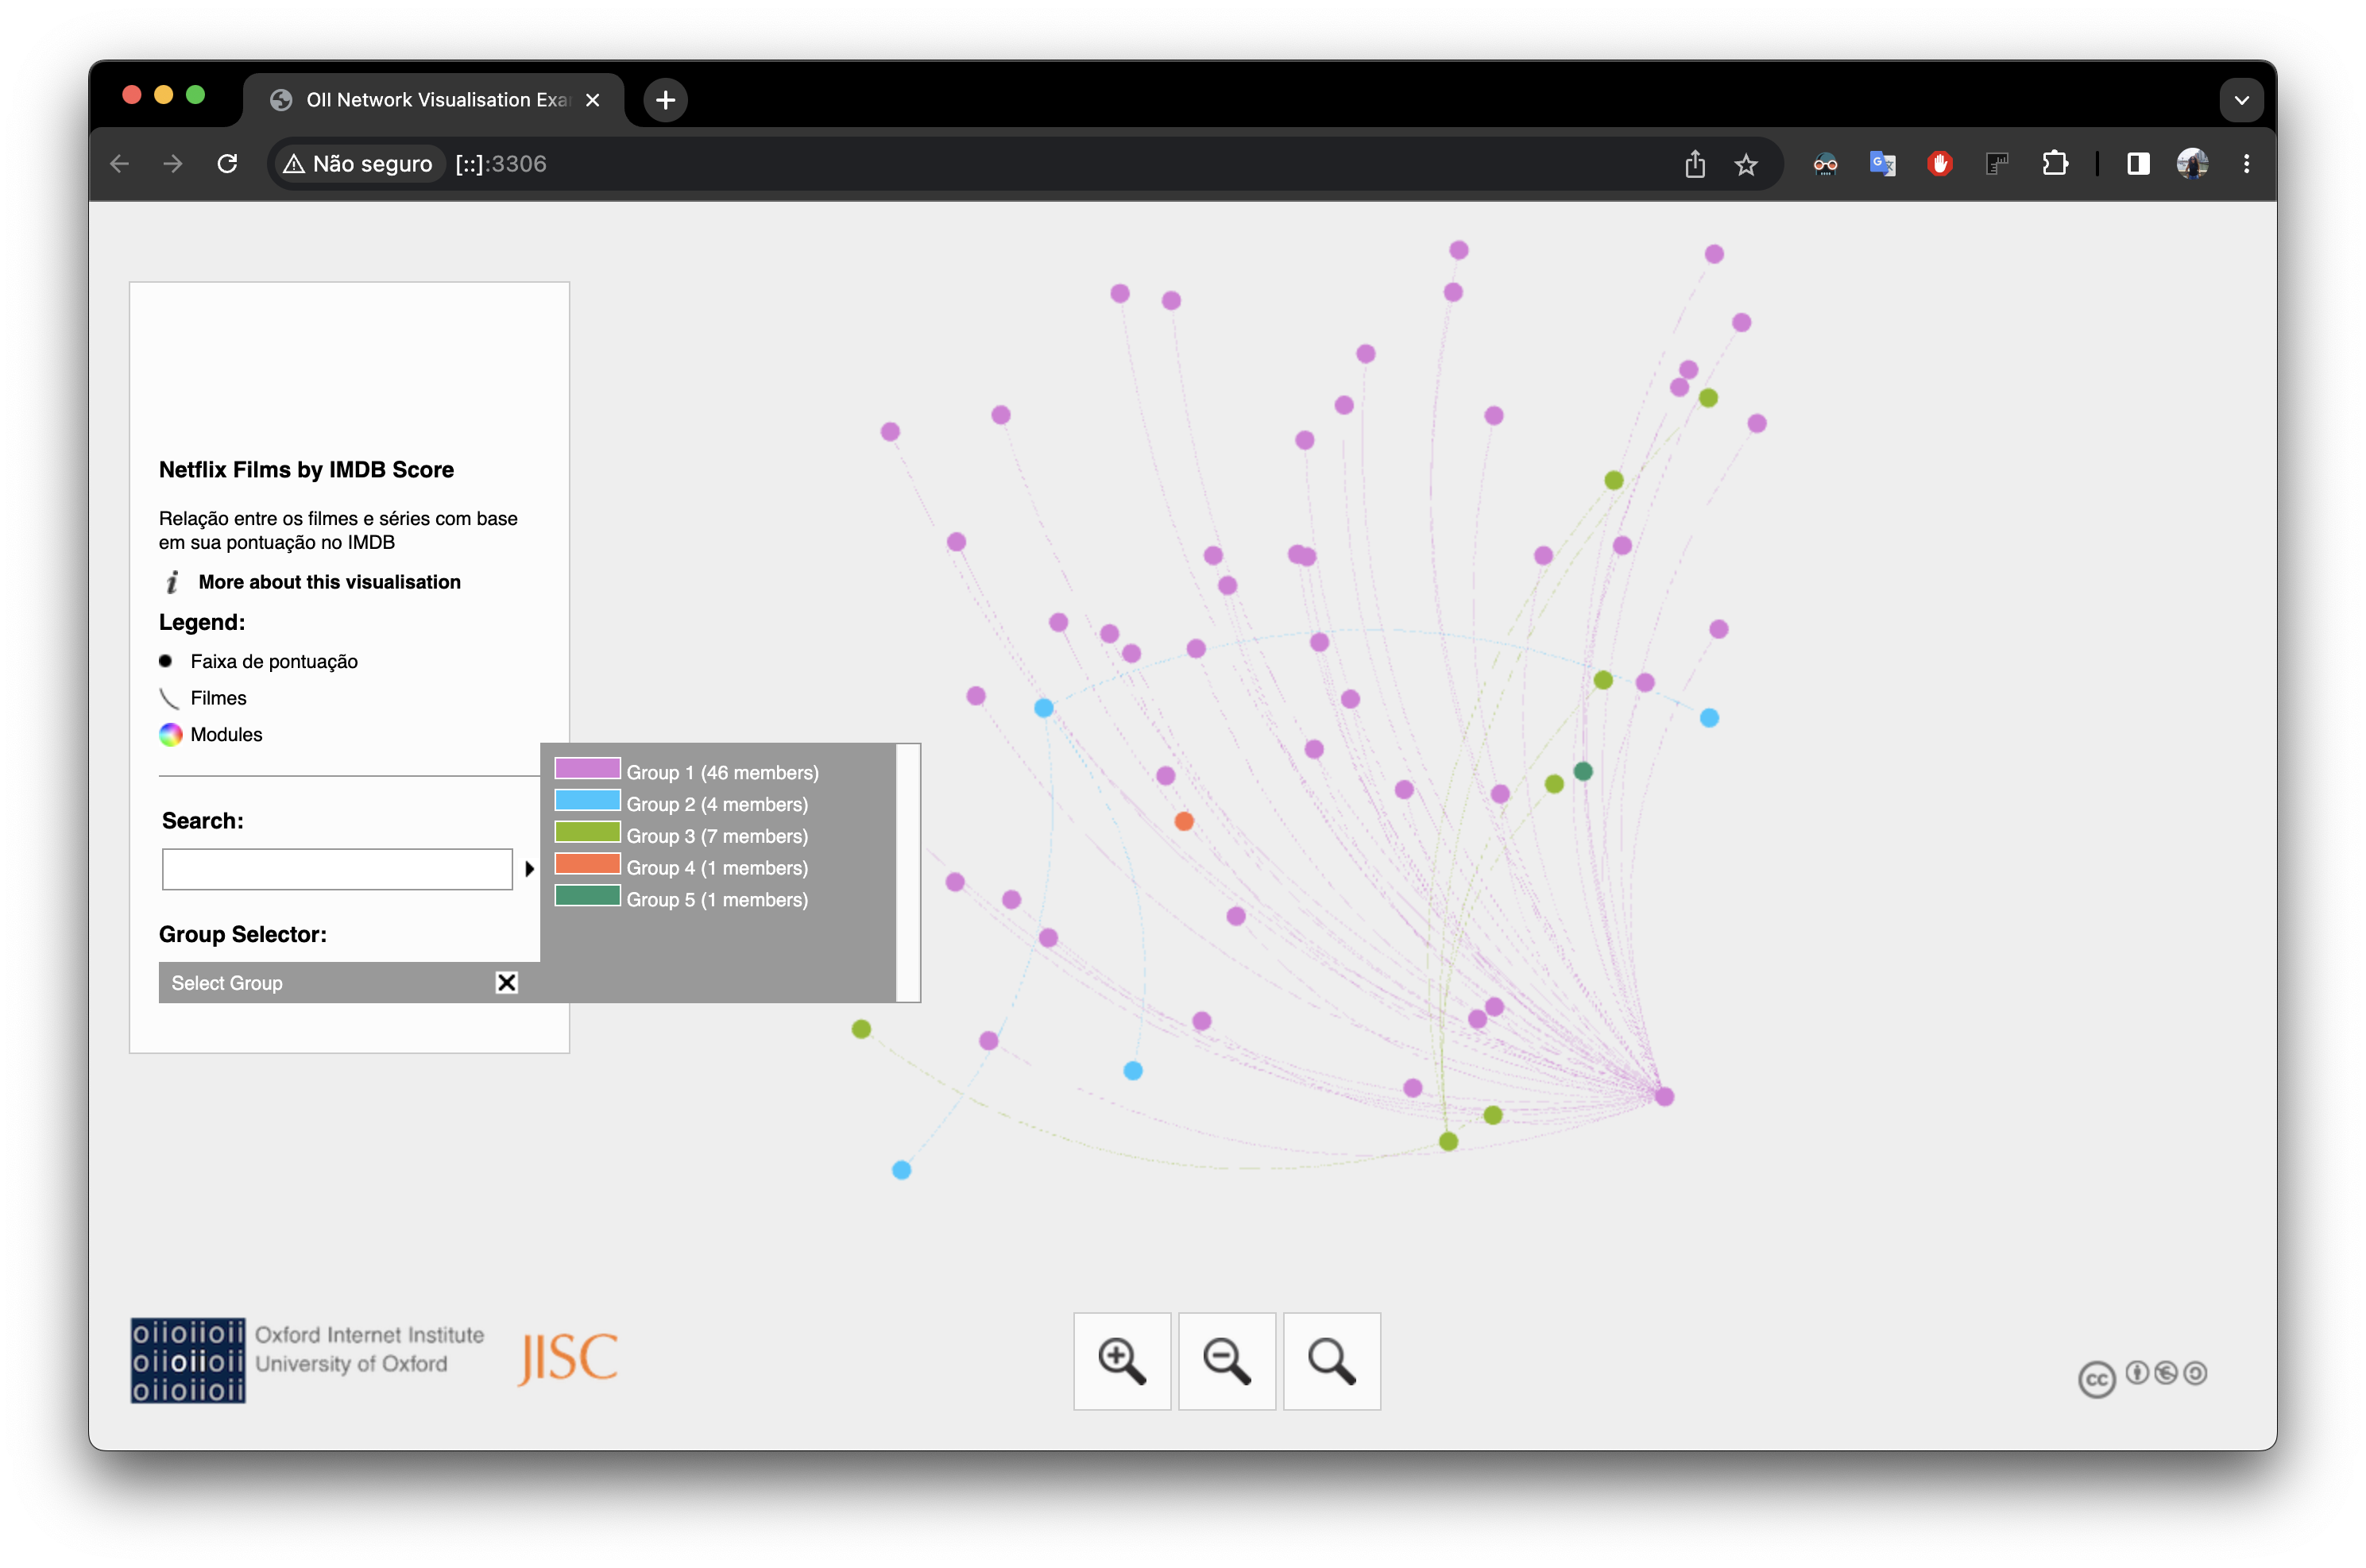 OII Network Visualisation Exa
Não seguro
[::]:3306
Netflix Films by IMDB Score
Relação entre os filmes e séries com base
em sua pontuação no IMDB
i More about this visualisation
Legend:
Faixa de pontuação
Filmes
Modules
Search:
Group Selector:
Select Group
Group 1 (46 members)
Group 2 (4 members)
Group 3 (7 members)
Group 4 (1 members)
Group 5 (1 members)
oiioiioii
oiioiioii
oiioiioii
Oxford Internet Institute
University of Oxford
JISC
cc